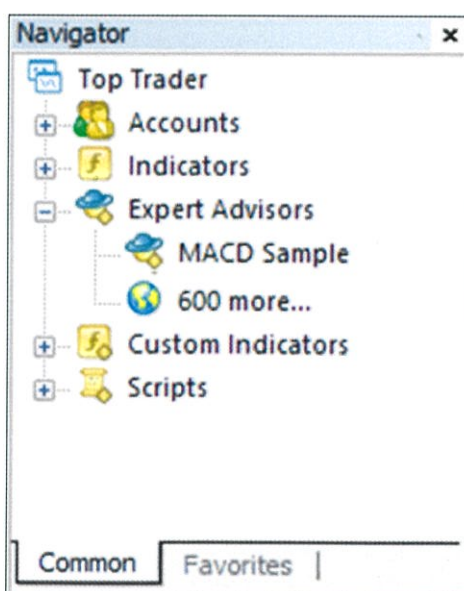 Navigator
Top Trader
Accounts
Indicators
Expert Advisors
MACD Sample
600 more...
Custom Indicators
Scripts
Common Favorites